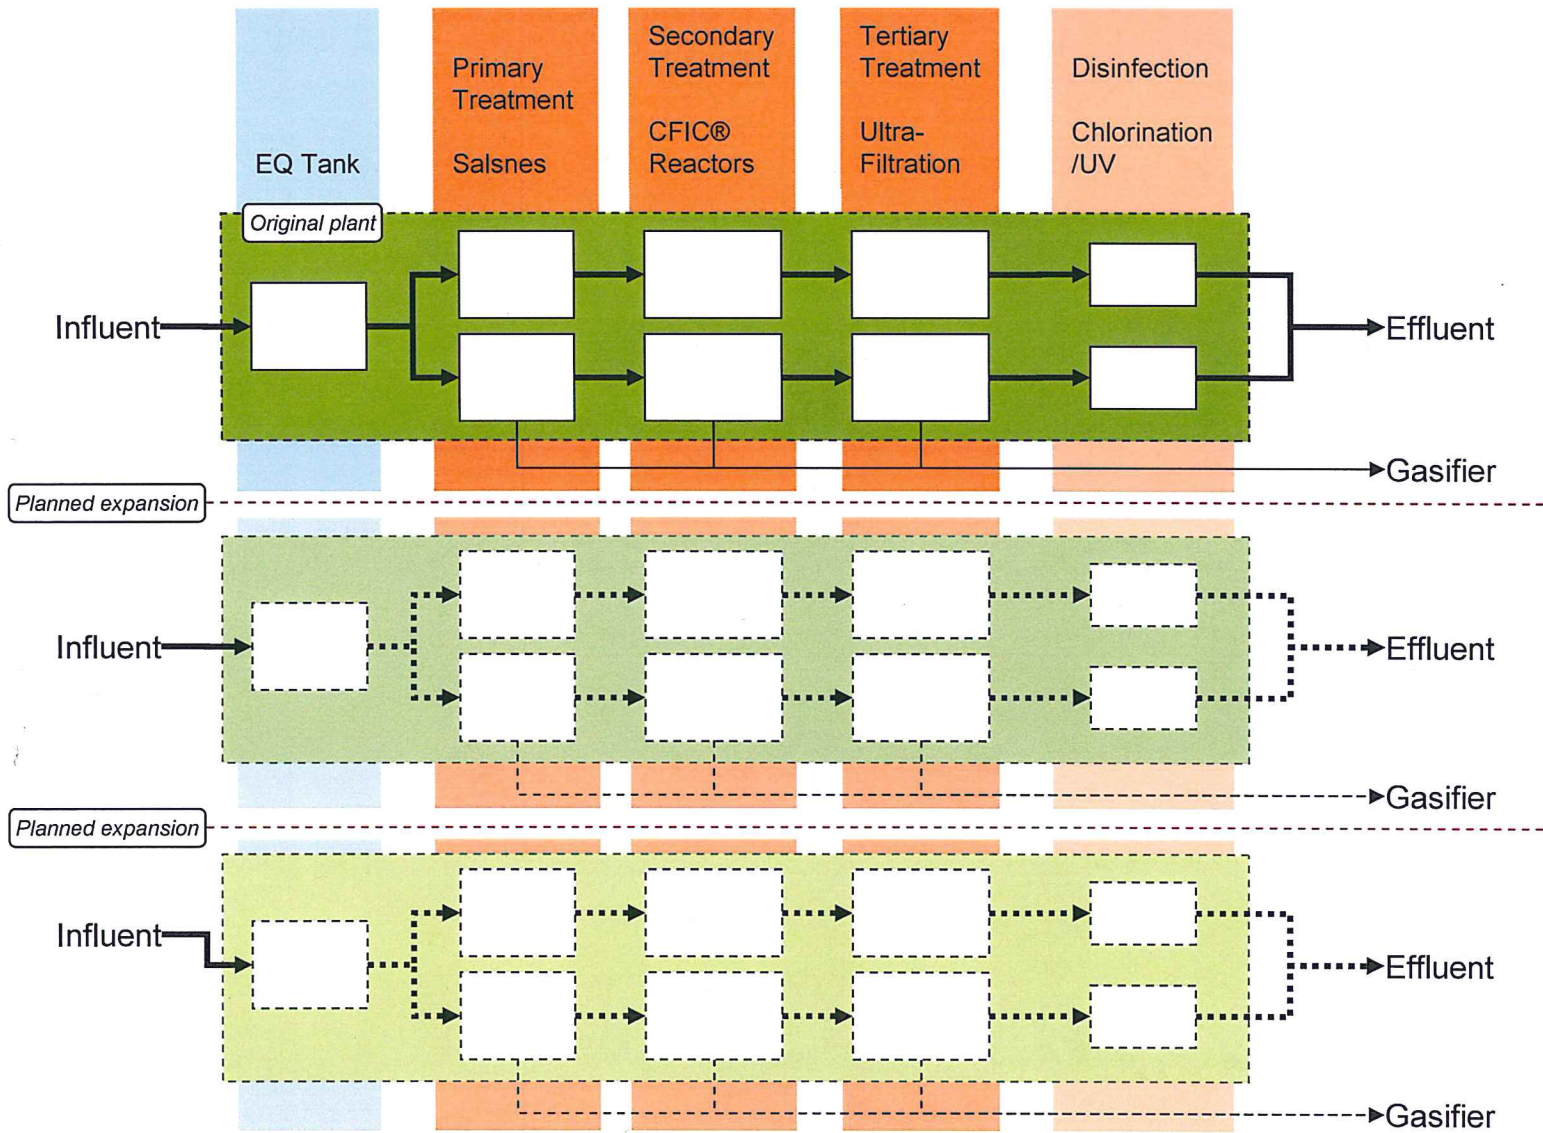 EQ Tank
Primary
Treatment
Salsnes
Secondary
Treatment
CFIC®
Reactors
Tertiary
Treatment
Ultra-
Filtration
Disinfection
Chlorination
/UV
Original plant
Influent
Effluent
Gasifier
Planned expansion
Influent
Effluent
Gasifier
Planned expansion
Influent
Effluent
Gasifier